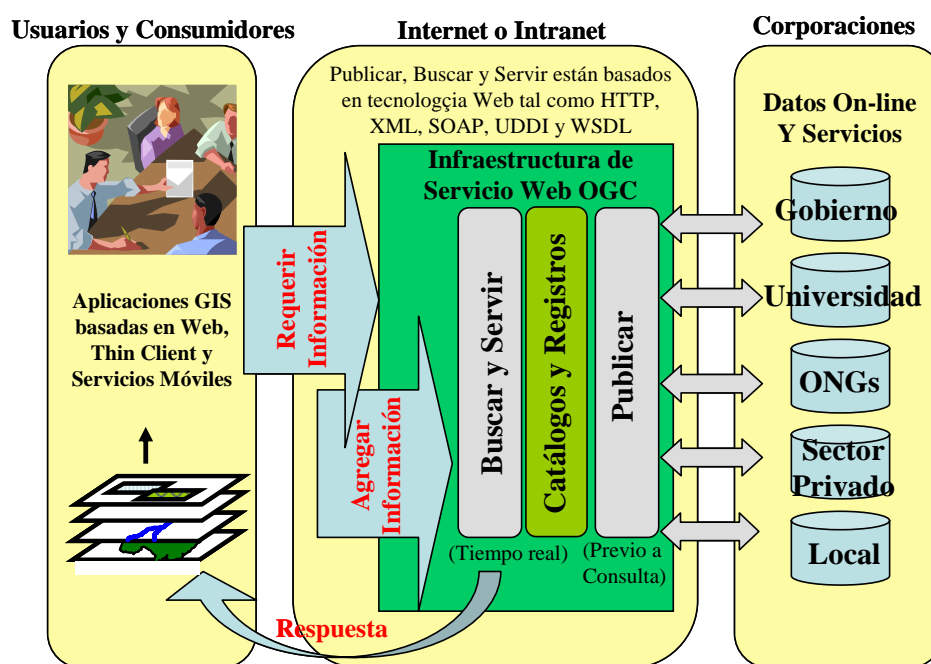 Usuarios y Consumidores
Aplicaciones GIS
basadas en Web,
Thin Client y
Servicios Móviles
Internet o Intranet
Publicar, Buscar y Servir están basados
en tecnologçia Web tal como HTTP,
XML, SOAP, UDDI y WSDL
Infraestructura de
Servicio Web OGC
Requerir
Información
Agregar
Información
Buscar y Servir
Catálogos y Registros
Publicar
(Tiempo real)
(Previo a
Consulta)
Respuesta
Corporaciones
Datos On-line
Y Servicios
Gobierno
Universidad
ONGs
Sector
Privado
Local